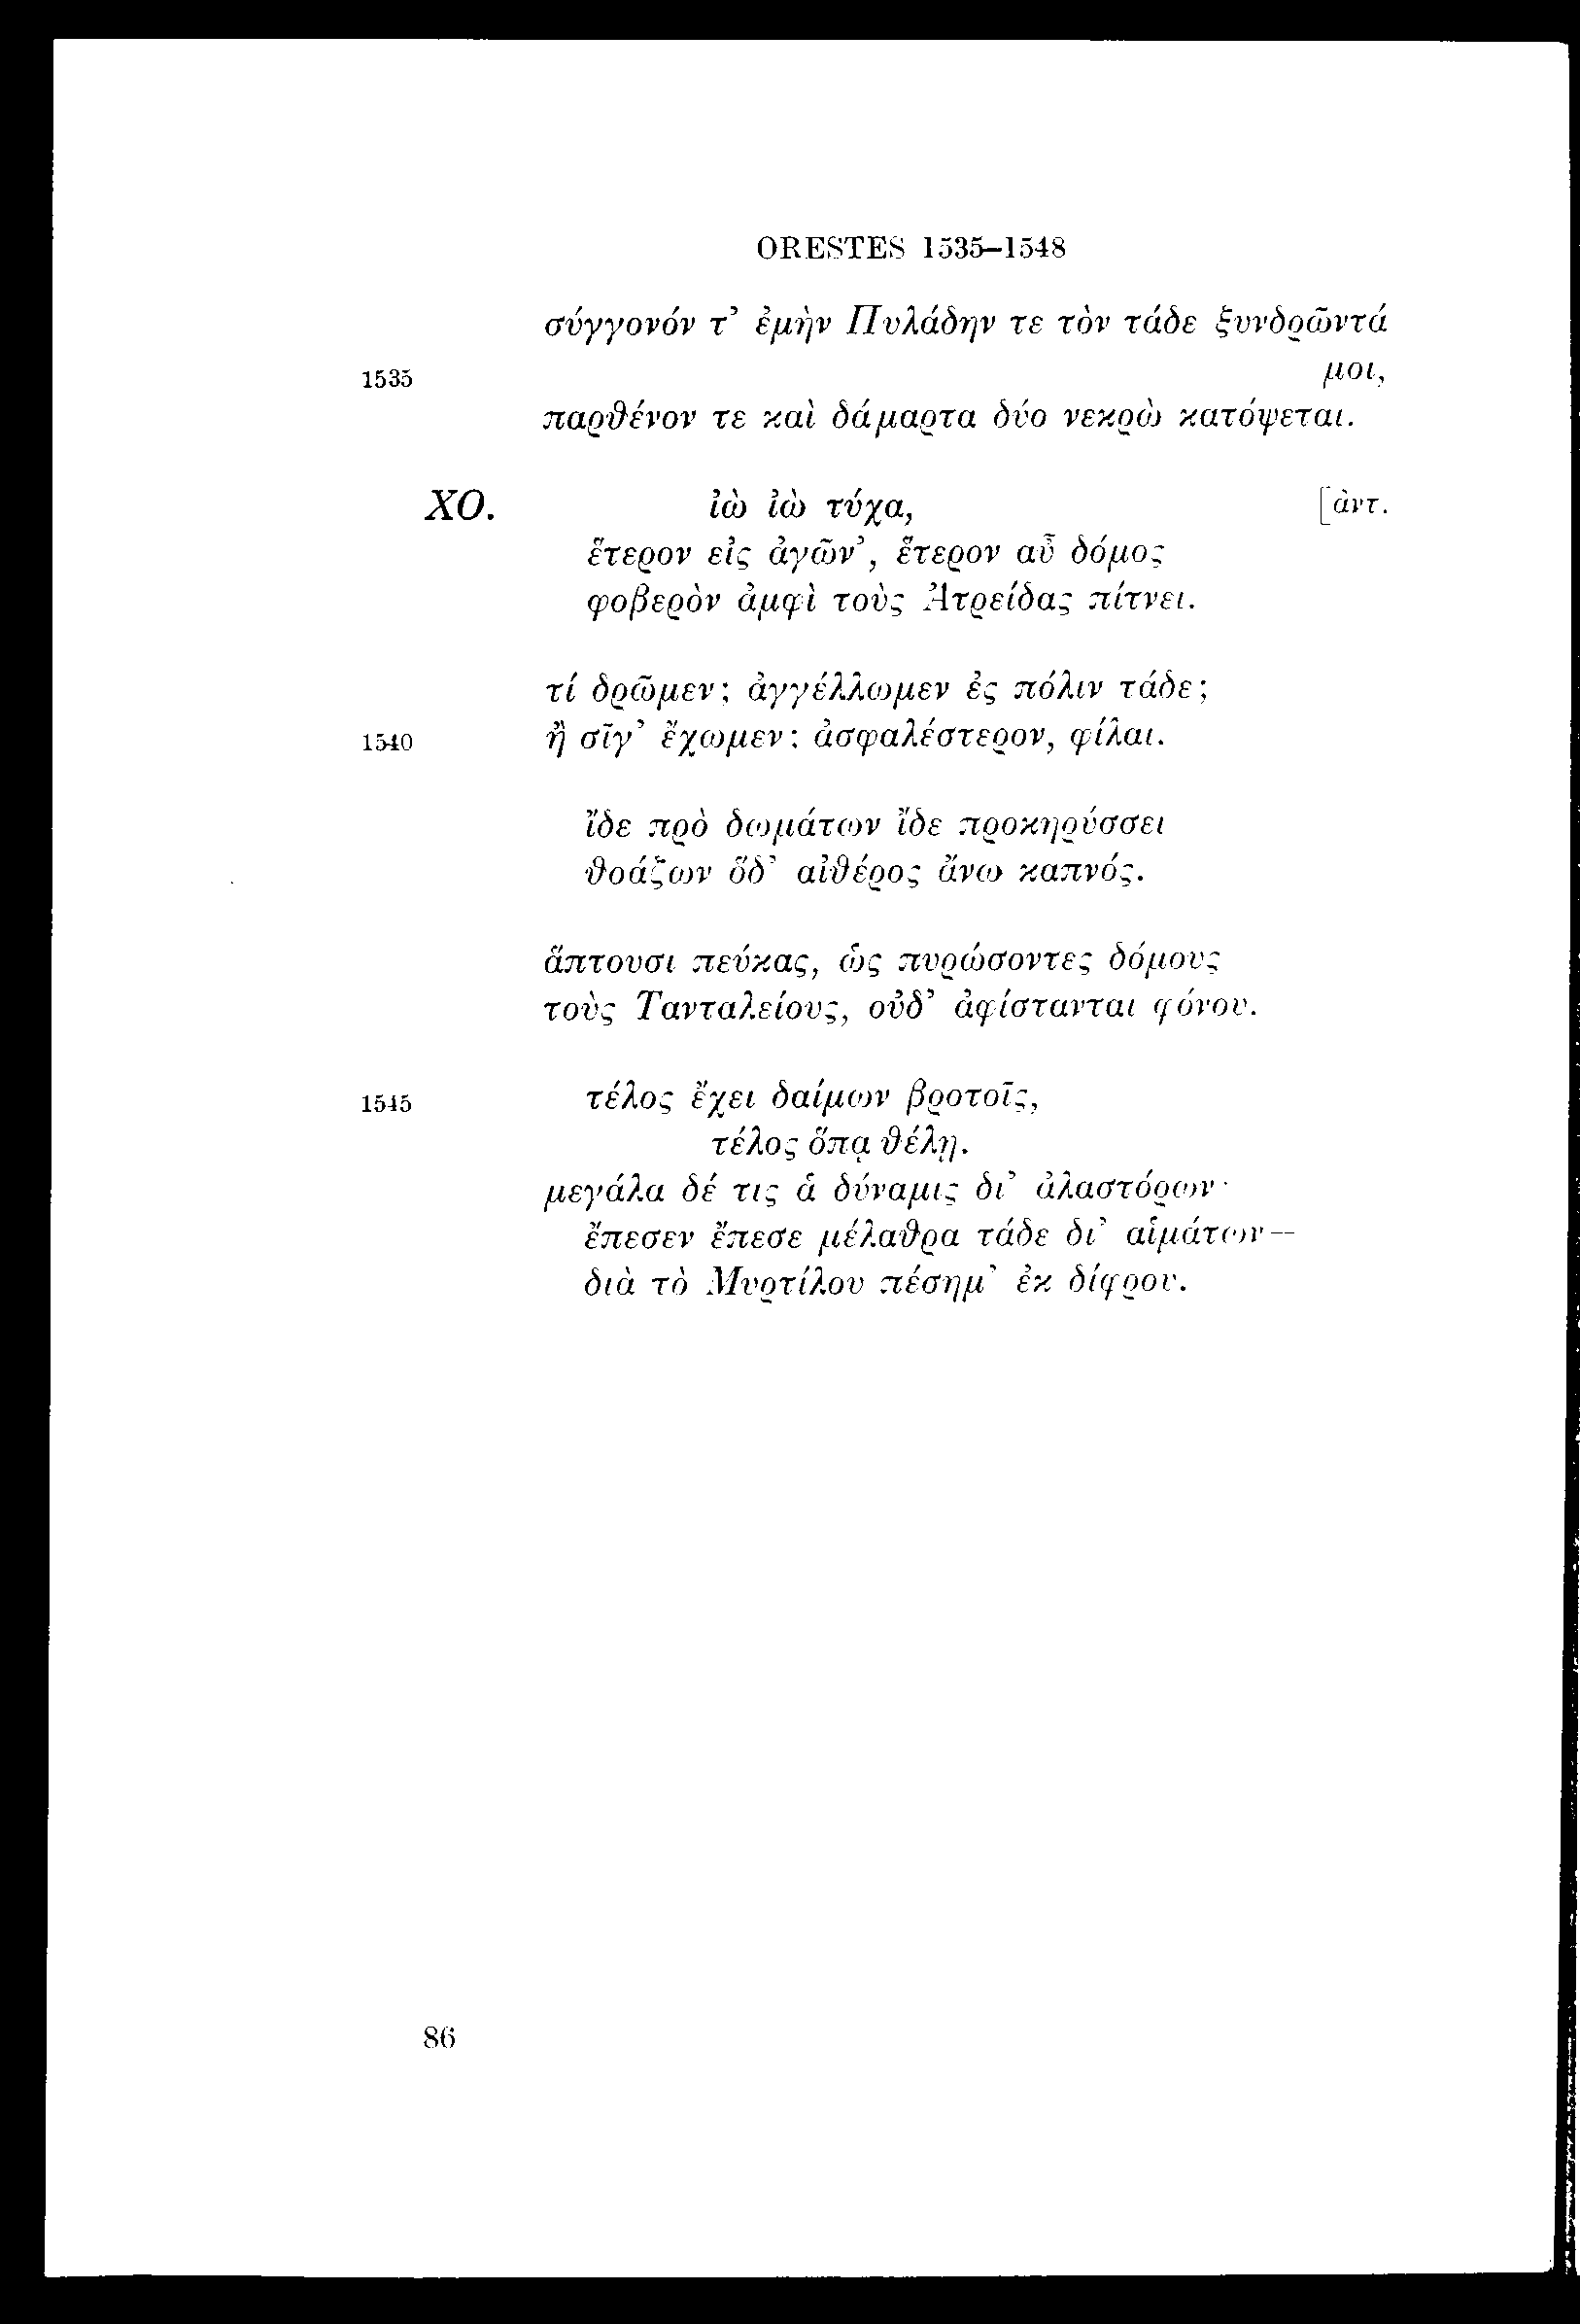 ORESTES 1535–1548
σύγγονόν τ’ ἐμὴν Πυλάδην τε τὸν τάδε ξυνδρῶντά
1535 μοι,
παρθένον τε καὶ δάμαρτα δύο νεκρὼ κατόψεται.
ΧΟ. ἰὼ ἰὼ τύχα, [ἀντ.
ἕτερον εἰς ἀγῶν’, ἕτερον αὖ δόμος
φοβερὸν ἀμφὶ τοὺς Ἀτρείδας πίτνει.
τί δρῶμεν; ἀγγέλλωμεν ἐς πόλιν τάδε;
1540 ἢ σῖγ’ ἔχωμεν; ἀσφαλέστερον, φίλαι.
ἴδε πρὸ δωμάτων ἴδε προκηρύσσει
θοάζων ὅδ’ αἰθέρος ἄνω καπνός.
ἅπτουσι πεύκας, ὡς πυρώσοντες δόμους
τοὺς Τανταλείους, οὐδ’ ἀφίστανται φόνου.
1545 τέλος ἔχει δαίμων βροτοῖς,
τέλος ὅπᾳ θέλῃ.
μεγάλα δέ τις ἁ δύναμις δι’ ἀλαστόρων·
ἔπεσεν ἔπεσε μέλαθρα τάδε δι’ αἱμάτων—
διὰ τὸ Μυρτίλου πέσημ’ ἐκ δίφρου.
86